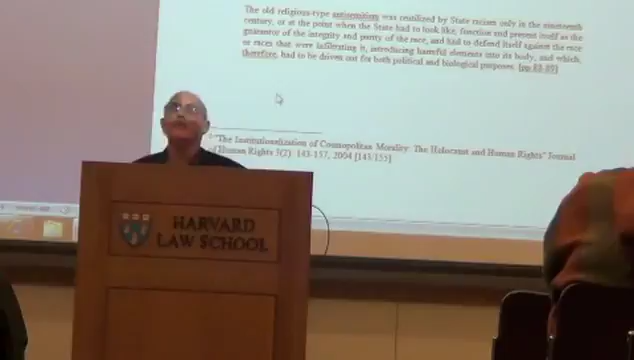 The old religious-type antisemitism was reutilized by State racism only in the nineteenth
century, or at the point when the State had to look like, function and present itself as the
guarantor of the integrity and purity of the race, and had to defend itself against the race
or races that were infiltrating it, introducing harmful elements into its body, and which,
therefore, had to be driven out for both political and biological purposes. [pp 88-89]
"The Institutionalization of Cosmopolitan Morality: The Holocaust and Human Rights" Journal
of Human Rights 3(2): 143-157, 2004 [143/155]
HARVARD
LAW SCHOOL